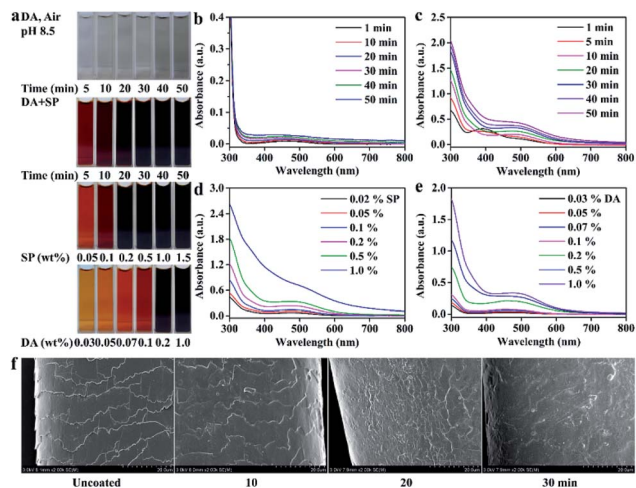 a DA, Air
pH 8.5
Time (min) 5 10 20 30 40 50
DA+SP
Time (min) 5 10 20 30 40 50
SP (wt%) 0.05 0.1 0.2 0.5 1.0 1.5
DA (wt%) 0.03 0.05 0.07 0.1 0.2 1.0
b
0.4
0.2
0.0
Absorbance (a.u.)
300 400 500 600 700 800
Wavelength (nm)
1 min
10 min
20 min
30 min
40 min
50 min
c
2.5
2.0
1.5
1.0
0.5
0.0
Absorbance (a.u.)
300 400 500 600 700 800
Wavelength (nm)
1 min
5 min
10 min
20 min
30 min
40 min
50 min
d
3.0
2.4
1.8
1.2
0.6
0.0
Absorbance (a.u.)
300 400 500 600 700 800
Wavelength (nm)
0.02 % SP
0.05 %
0.1 %
0.2 %
0.5 %
1.0 %
e
2.0
1.6
1.2
0.8
0.4
0.0
Absorbance (a.u.)
300 400 500 600 700 800
Wavelength (nm)
0.03 % DA
0.05 %
0.07 %
0.1 %
0.2 %
0.5 %
1.0 %
f
Uncoated 10 20 30 min